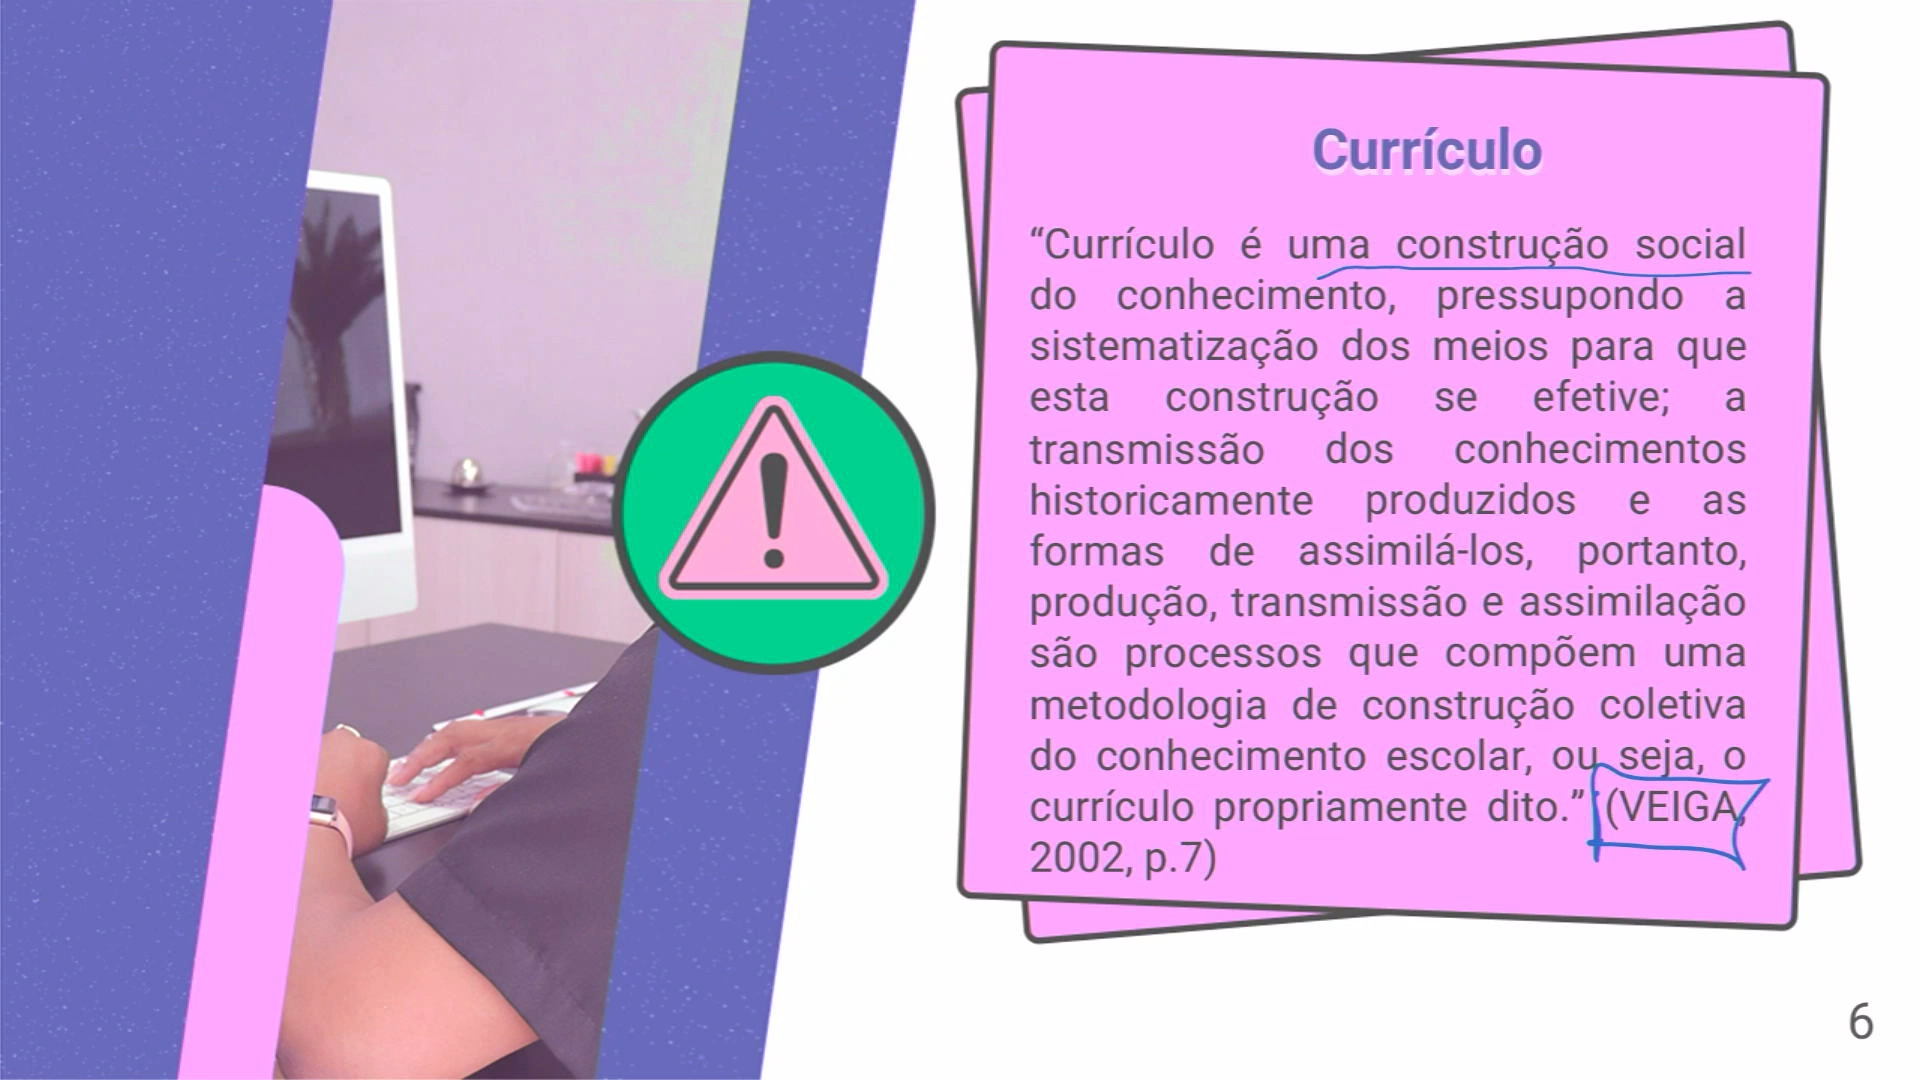 Currículo
“Currículo é uma construção social
do conhecimento, pressupondo a
sistematização dos meios para que
esta construção se efetive; a
transmissão dos conhecimentos
historicamente produzidos e as
formas de assimilá-los, portanto,
produção, transmissão e assimilação
são processos que compõem uma
metodologia de construção coletiva
do conhecimento escolar, ou seja, o
currículo propriamente dito.” (VEIGA,
2002, p.7)
6